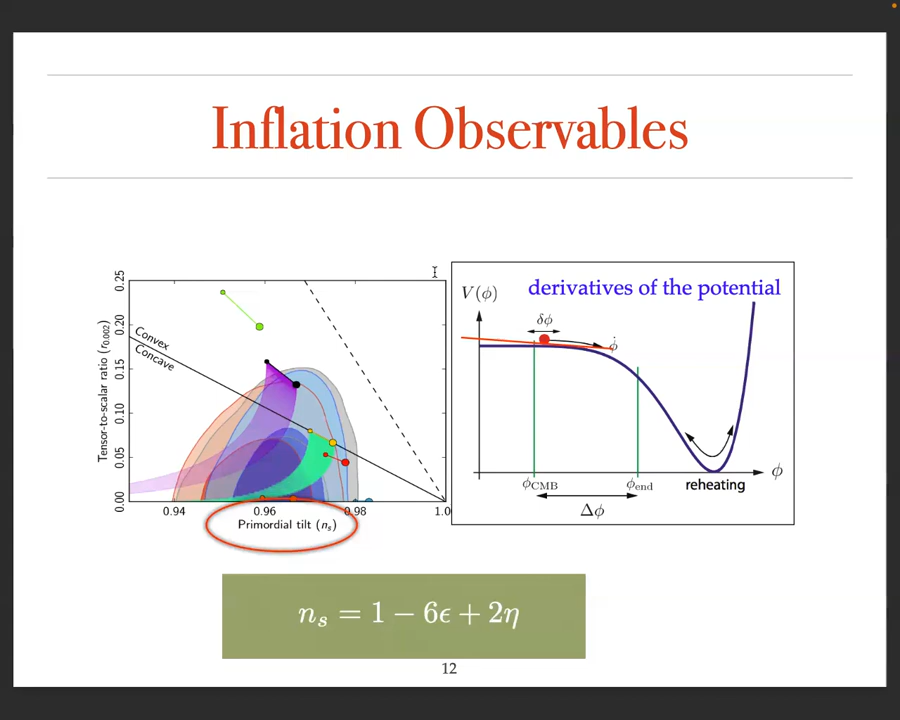 Inflation Observables
0.25
0.20
0.15
0.10
0.05
0.00
Tensor-to-scalar ratio (r₀.₀₀₂)
Convex
Concave
0.94
0.96
0.98
1.0
Primordial tilt (nₛ)
derivatives of the potential
V(ϕ)
δϕ
ϕ̇
ϕ
ϕCMB
ϕend
reheating
Δϕ
nₛ = 1 − 6ϵ + 2η
12